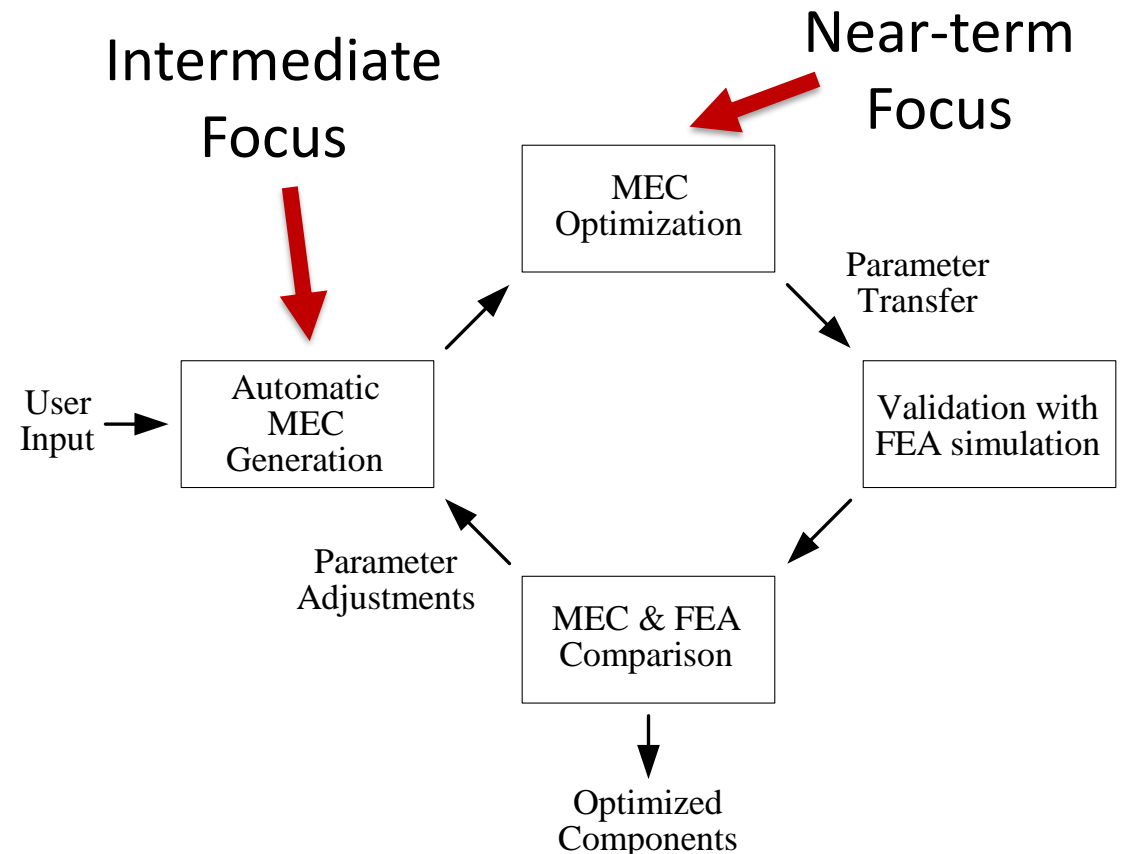 Intermediate
Focus
Near-term
Focus
MEC
Optimization
Parameter
Transfer
User
Input
Automatic
MEC
Generation
Validation with
FEA simulation
Parameter
Adjustments
MEC & FEA
Comparison
Optimized
Components